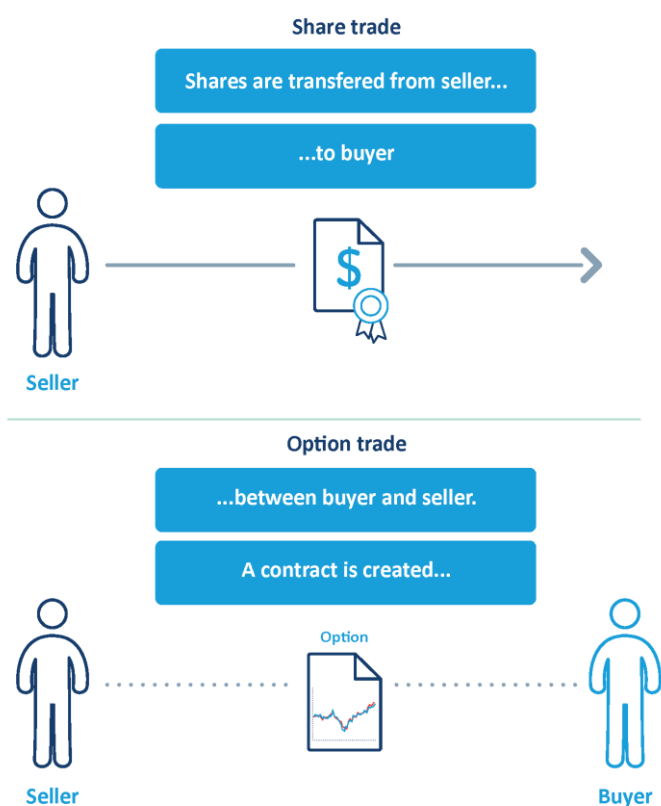 Share trade
Shares are transfered from seller...
...to buyer
$
Seller
Option trade
...between buyer and seller.
A contract is created...
Option
Seller
Buyer